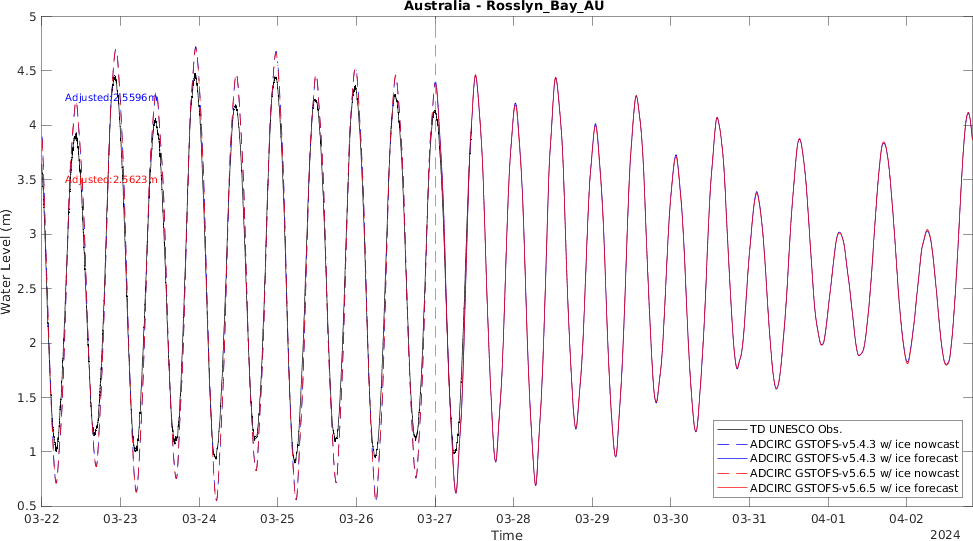 Australia - Rosslyn_Bay_AU
5
4.5
4
3.5
3
2.5
2
1.5
1
0.5
Water Level (m)
Adjusted:2.5596m
Adjusted:2.5623m
TD UNESCO Obs.
ADCIRC GSTOFS-v5.4.3 w/ ice nowcast
ADCIRC GSTOFS-v5.4.3 w/ ice forecast
ADCIRC GSTOFS-v5.6.5 w/ ice nowcast
ADCIRC GSTOFS-v5.6.5 w/ ice forecast
03-22 03-23 03-24 03-25 03-26 03-27 03-28 03-29 03-30 03-31 04-01 04-02
Time
2024